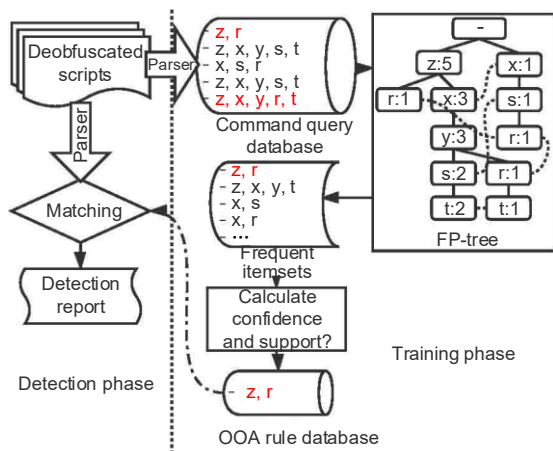 Deobfuscated
scripts
Parser
Parser
Matching
Detection
report
Detection phase
- z, r
- z, x, y, s, t
- x, s, r
- z, x, y, s, t
- z, x, y, r, t
Command query
database
- z, r
- z, x, y, t
- x, s
- x, r
- ...
Frequent
itemsets
Calculate
confidence
and support?
- z, r
OOA rule database
-
z:5
x:1
r:1
x:3
s:1
y:3
r:1
s:2
r:1
t:2
t:1
FP-tree
Training phase